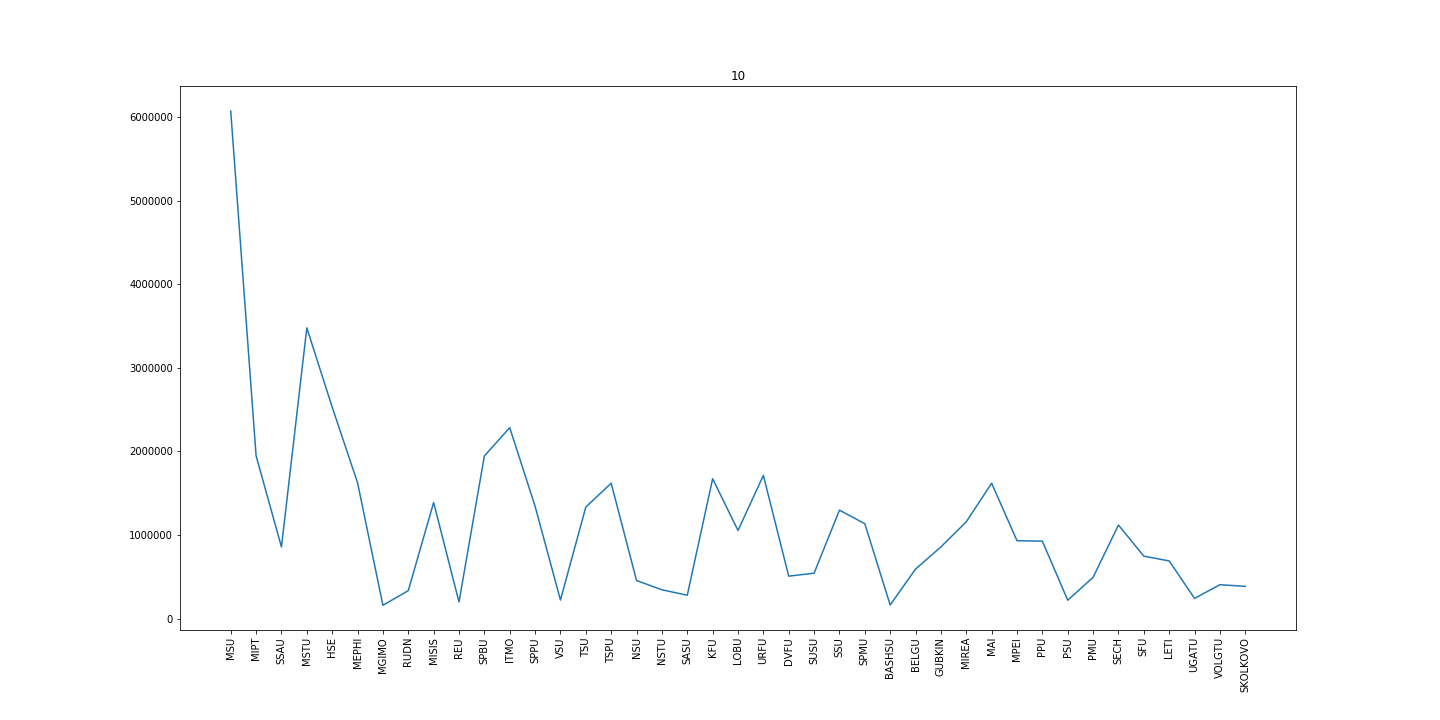 10
6000000
5000000
4000000
3000000
2000000
1000000
0
MSU
MIPT
SSAU
MSTU
HSE
MEPHI
MGIMO
RUDN
MISIS
REU
SPBU
ITMO
SPPU
VSU
TSU
TSPU
NSU
NSTU
SASU
KFU
LOBU
URFU
DVFU
SUSU
SSU
SPMU
BASHSU
BELGU
GUBKIN
MIREA
MAI
MPEI
PPU
PSU
PMU
SECH
SFU
LETI
UGATU
VOLGTU
SKOLKOVO